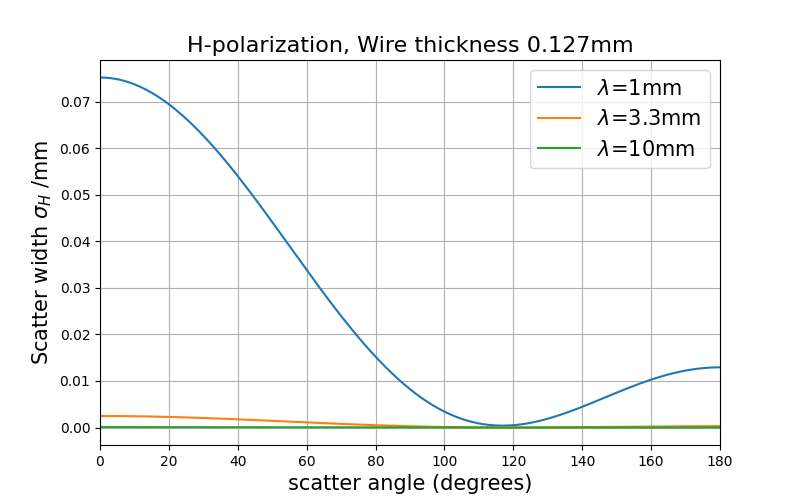 H-polarization, Wire thickness 0.127mm
λ=1mm
λ=3.3mm
λ=10mm
Scatter width σ_H /mm
0.07
0.06
0.05
0.04
0.03
0.02
0.01
0.00
0 20 40 60 80 100 120 140 160 180
scatter angle (degrees)